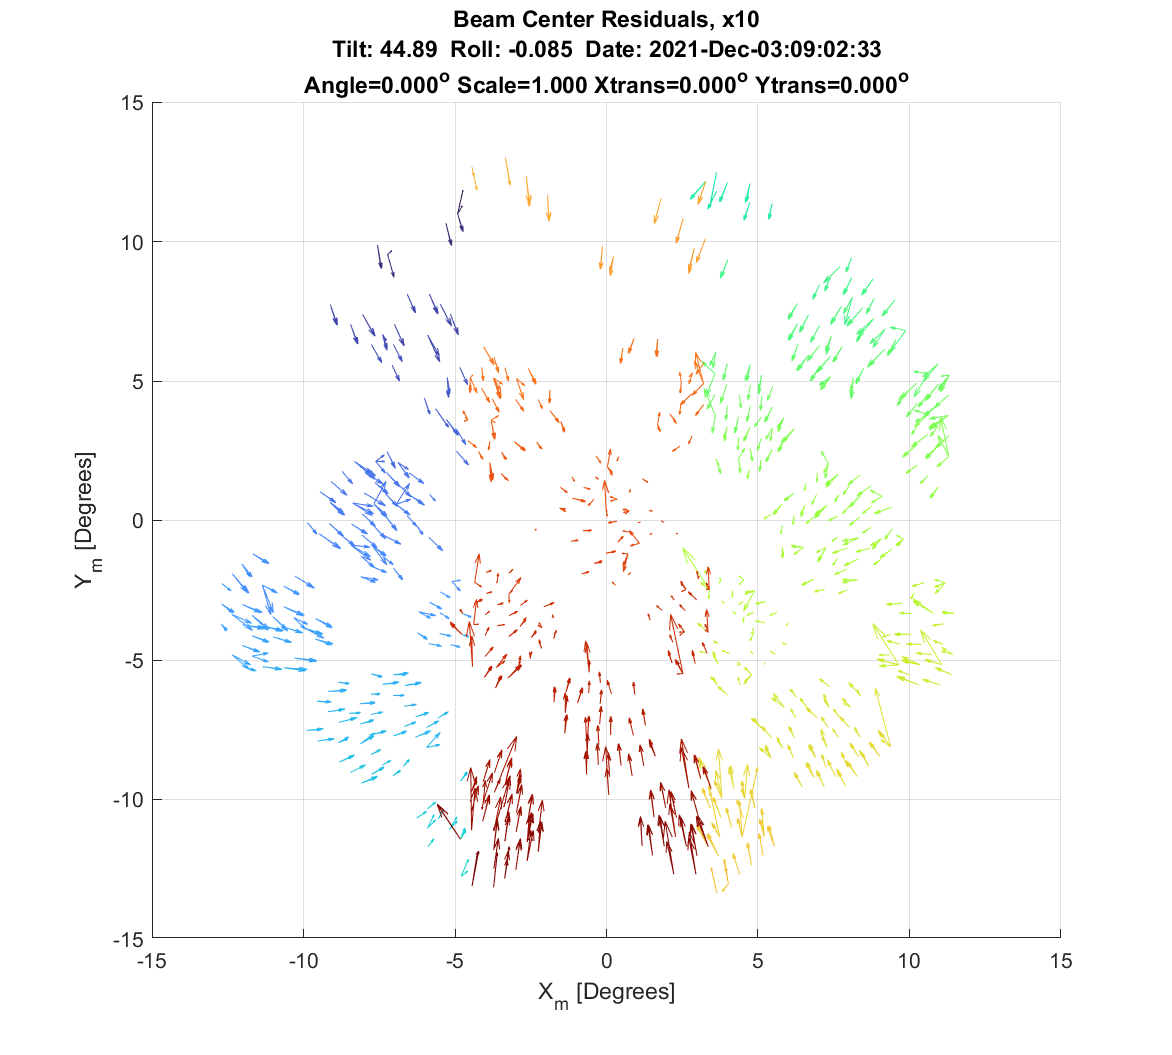 Beam Center Residuals, x10
Tilt: 44.89 Roll: -0.085 Date: 2021-Dec-03:09:02:33
Angle=0.000° Scale=1.000 Xtrans=0.000° Ytrans=0.000°
15
10
5
0
-5
-10
-15
Y_m [Degrees]
-15
-10
-5
0
5
10
15
X_m [Degrees]